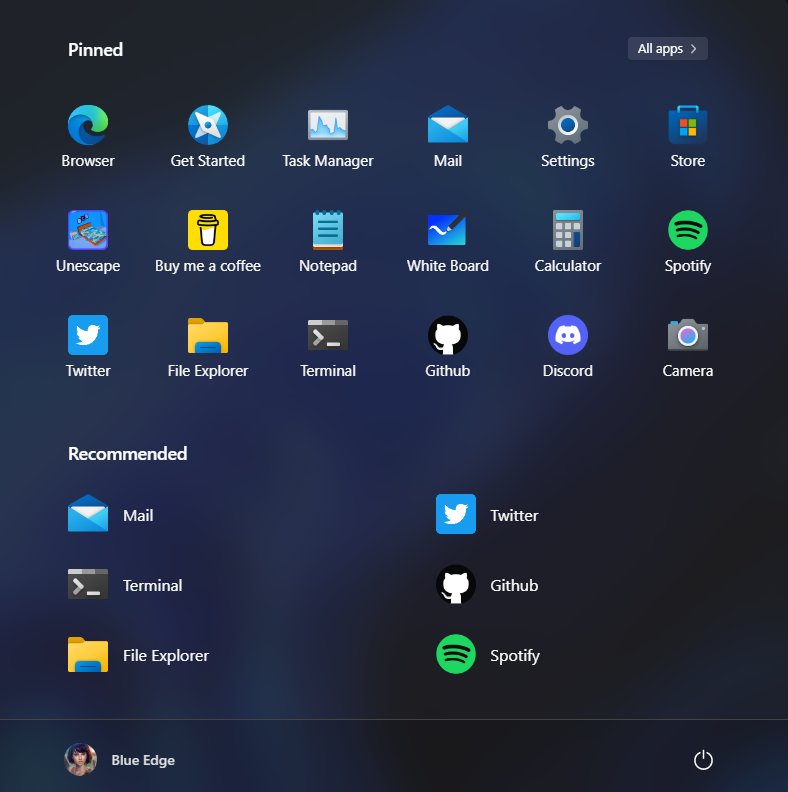 Pinned
All apps
Browser
Get Started
Task Manager
Mail
Settings
Store
Unescape
Buy me a coffee
Notepad
White Board
Calculator
Spotify
Twitter
File Explorer
Terminal
Github
Discord
Camera
Recommended
Mail
Twitter
Terminal
Github
File Explorer
Spotify
Blue Edge